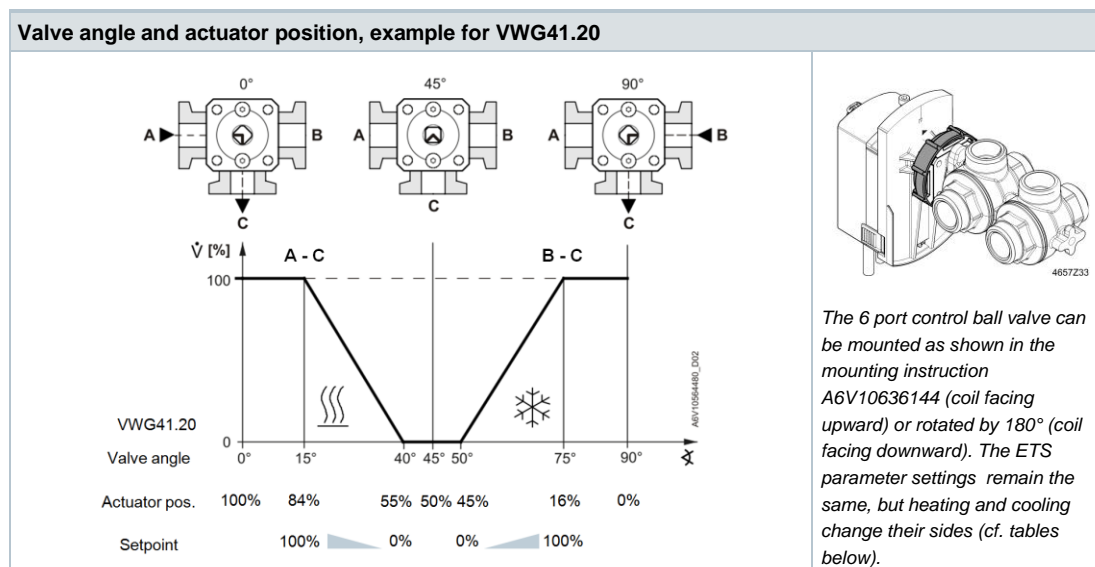 Valve angle and actuator position, example for VWG41.20
0° 45° 90°
A B A B A B
C C C
V̇ [%] A - C B - C
100
VWG41.20
0
Valve angle 0° 15° 40° 45° 50° 75° 90° ∢
Actuator pos. 100% 84% 55% 50% 45% 16% 0%
Setpoint 100% 0% 0% 100%
A6V10564480_D02
4657Z33
The 6 port control ball valve can
be mounted as shown in the
mounting instruction
A6V10636144 (coil facing
upward) or rotated by 180° (coil
facing downward). The ETS
parameter settings remain the
same, but heating and cooling
change their sides (cf. tables
below).